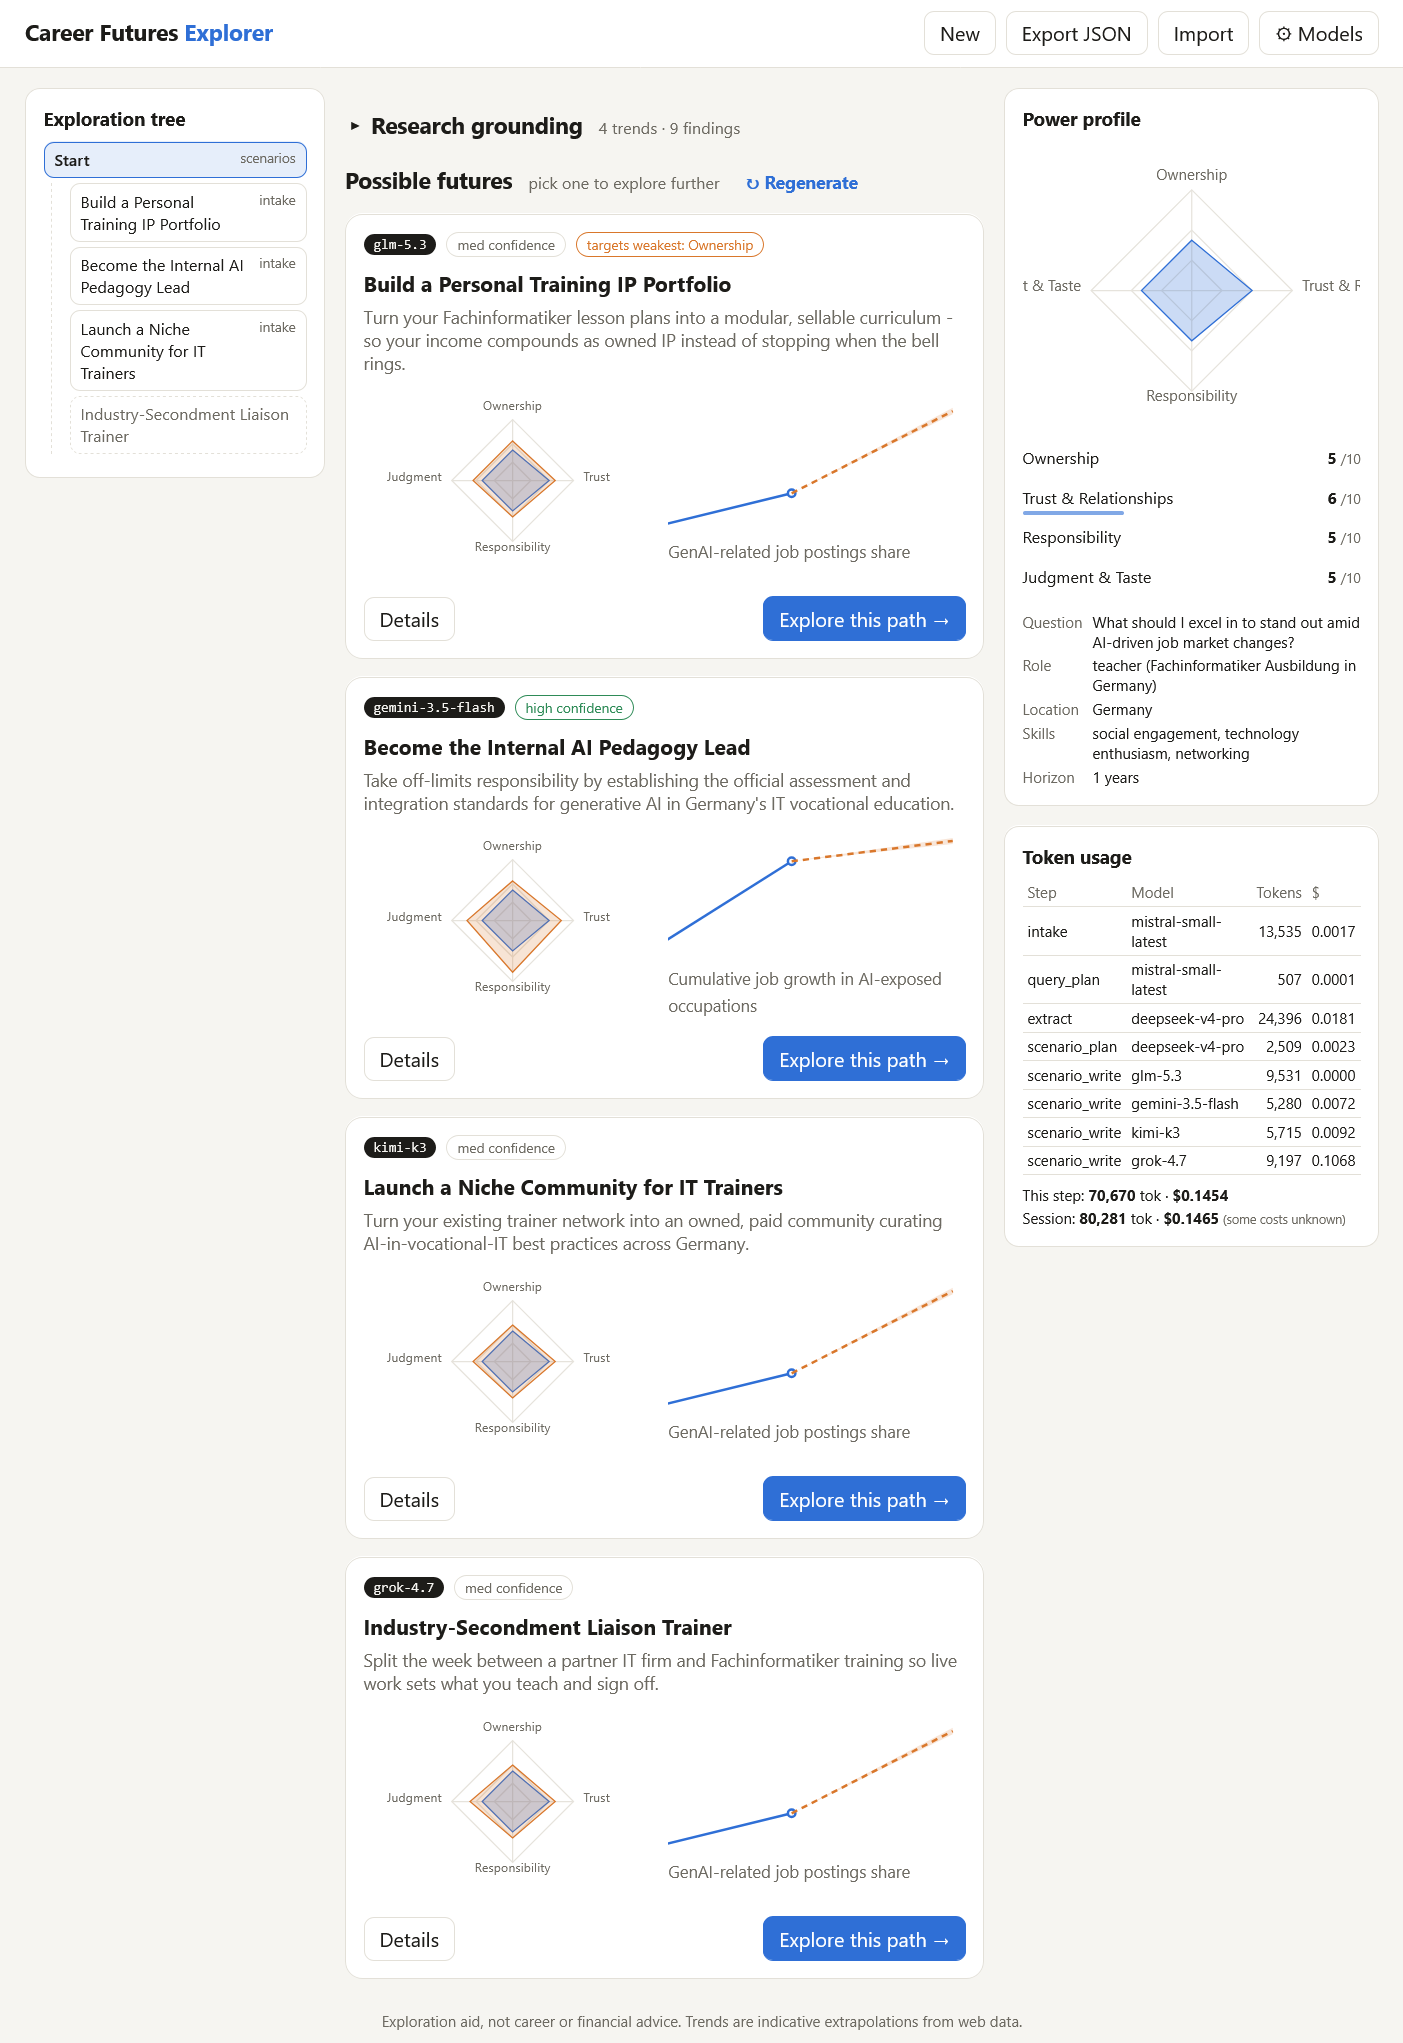 Career Futures Explorer
New
Export JSON
Import
⚙ Models
Exploration tree
Start
scenarios
Build a Personal
Training IP Portfolio
intake
Become the Internal AI
Pedagogy Lead
intake
Launch a Niche
Community for IT
Trainers
intake
Industry-Secondment Liaison
Trainer
▸ Research grounding 4 trends · 9 findings
Possible futures pick one to explore further ↻ Regenerate
glm-5.3 med confidence targets weakest: Ownership
Build a Personal Training IP Portfolio
Turn your Fachinformatiker lesson plans into a modular, sellable curriculum -
so your income compounds as owned IP instead of stopping when the bell
rings.
Ownership
Judgment
Trust
Responsibility
GenAI-related job postings share
Details
Explore this path →
gemini-3.5-flash high confidence
Become the Internal AI Pedagogy Lead
Take off-limits responsibility by establishing the official assessment and
integration standards for generative AI in Germany's IT vocational education.
Ownership
Judgment
Trust
Responsibility
Cumulative job growth in AI-exposed
occupations
Details
Explore this path →
kimi-k3 med confidence
Launch a Niche Community for IT Trainers
Turn your existing trainer network into an owned, paid community curating
AI-in-vocational-IT best practices across Germany.
Ownership
Judgment
Trust
Responsibility
GenAI-related job postings share
Details
Explore this path →
grok-4.7 med confidence
Industry-Secondment Liaison Trainer
Split the week between a partner IT firm and Fachinformatiker training so live
work sets what you teach and sign off.
Ownership
Judgment
Trust
Responsibility
GenAI-related job postings share
Details
Explore this path →
Power profile
Ownership
t & Taste
Trust & R
Responsibility
Ownership 5 /10
Trust & Relationships 6 /10
Responsibility 5 /10
Judgment & Taste 5 /10
Question What should I excel in to stand out amid
AI-driven job market changes?
Role teacher (Fachinformatiker Ausbildung in
Germany)
Location Germany
Skills social engagement, technology
enthusiasm, networking
Horizon 1 years
Token usage
Step Model Tokens $
intake mistral-small-latest 13,535 0.0017
query_plan mistral-small-latest 507 0.0001
extract deepseek-v4-pro 24,396 0.0181
scenario_plan deepseek-v4-pro 2,509 0.0023
scenario_write glm-5.3 9,531 0.0000
scenario_write gemini-3.5-flash 5,280 0.0072
scenario_write kimi-k3 5,715 0.0092
scenario_write grok-4.7 9,197 0.1068
This step: 70,670 tok · $0.1454
Session: 80,281 tok · $0.1465 (some costs unknown)
Exploration aid, not career or financial advice. Trends are indicative extrapolations from web data.